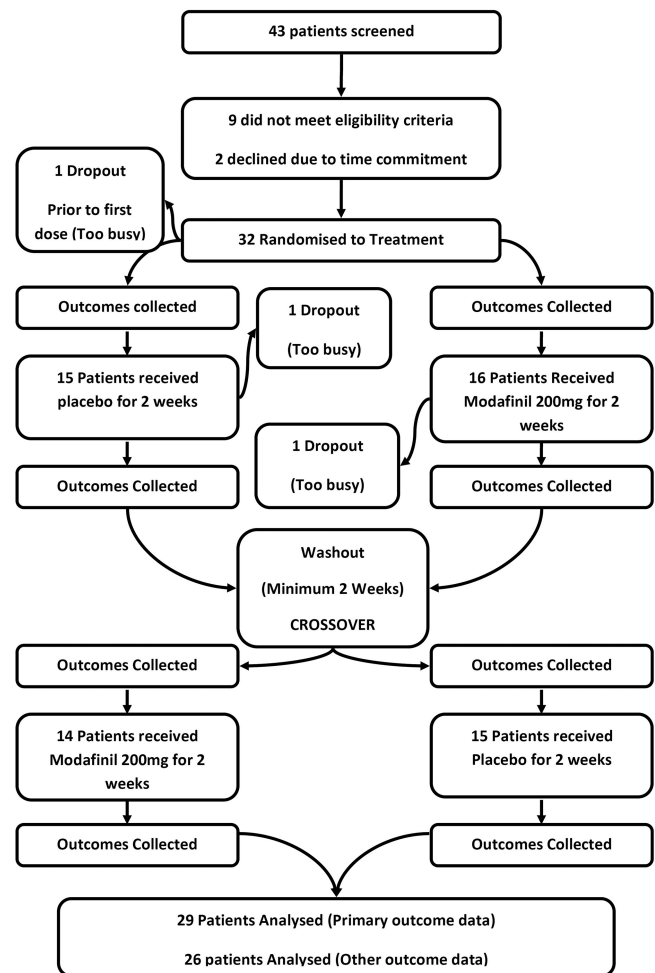 43 patients screened
9 did not meet eligibility criteria
2 declined due to time commitment
1 Dropout
Prior to first
dose (Too busy)
32 Randomised to Treatment
Outcomes collected
1 Dropout
(Too busy)
Outcomes Collected
15 Patients received
placebo for 2 weeks
16 Patients Received
Modafinil 200mg for 2
weeks
1 Dropout
(Too busy)
Outcomes Collected
Outcomes Collected
Washout
(Minimum 2 Weeks)
CROSSOVER
Outcomes Collected
Outcomes Collected
14 Patients received
Modafinil 200mg for 2
weeks
15 Patients received
Placebo for 2 weeks
Outcomes Collected
Outcomes Collected
29 Patients Analysed (Primary outcome data)
26 patients Analysed (Other outcome data)